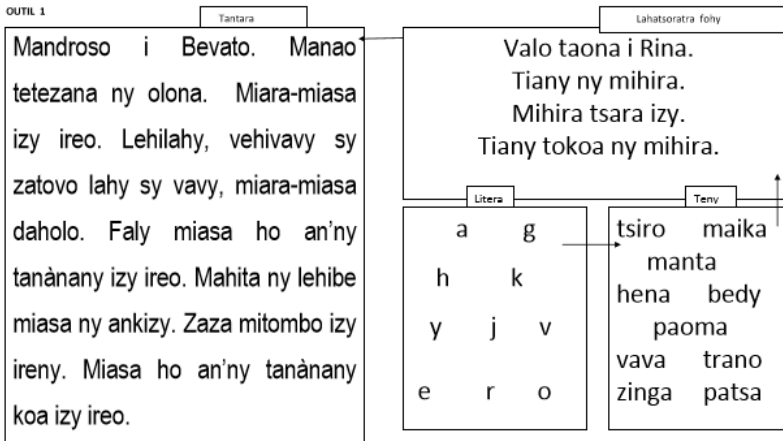 OUTIL 1
Tantara
Mandroso i Bevato. Manao
tetezana ny olona. Miara-miasa
izy ireo. Lehilahy, vehivavy sy
zatovo lahy sy vavy, miara-miasa
daholo. Faly miasa ho an'ny
tanànany izy ireo. Mahita ny lehibe
miasa ny ankizy. Zaza mitombo izy
ireny. Miasa ho an'ny tanànany
koa izy ireo.
Lahatsoratra fohy
Valo taona i Rina.
Tiany ny mihira.
Mihira tsara izy.
Tiany tokoa ny mihira.
Litera
a g
h k
y j v
e r o
Teny
tsiro maika
manta
hena bedy
paoma
vava trano
zinga patsa